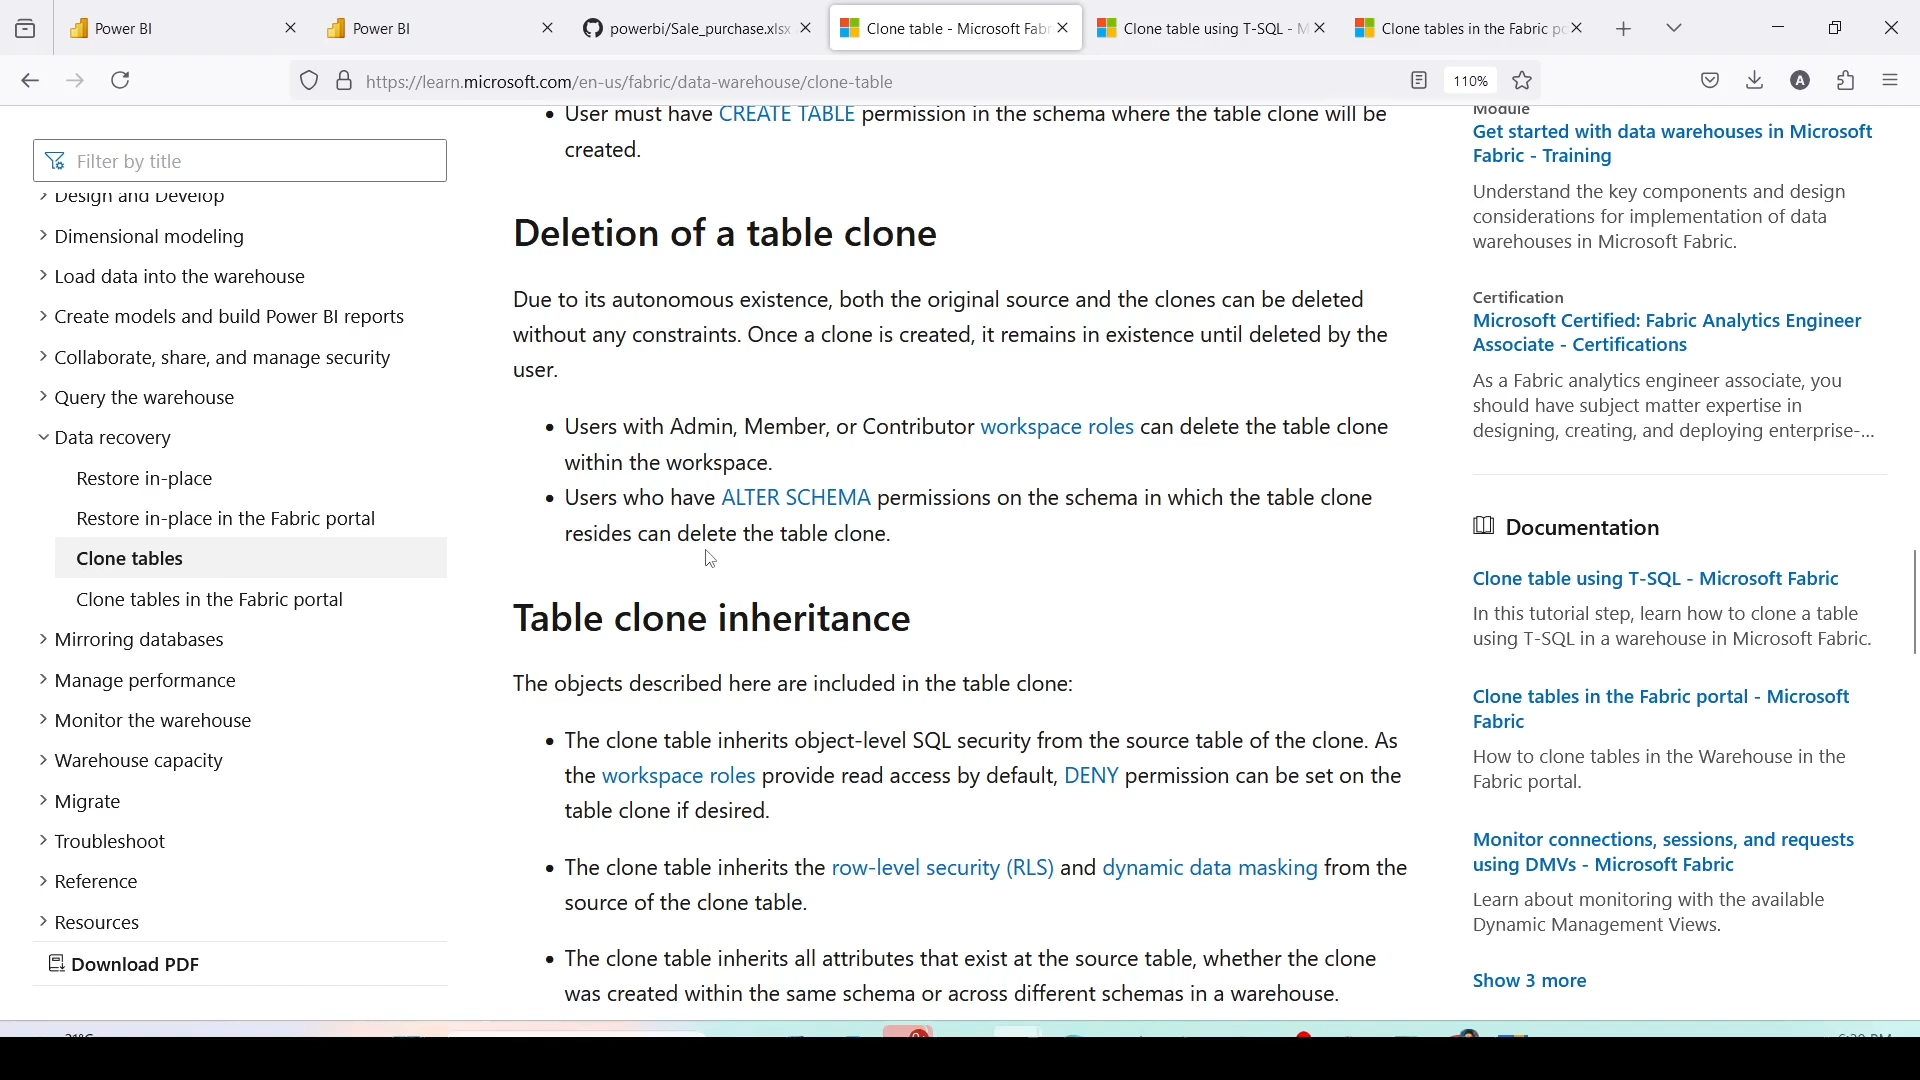 Power BI
Power BI
powerbi/Sale_purchase.xlsx
Clone table - Microsoft Fab
Clone table using T-SQL - M
Clone tables in the Fabric po
https://learn.microsoft.com/en-us/fabric/data-warehouse/clone-table
110%
A
Filter by title
Design and Develop
Dimensional modeling
Load data into the warehouse
Create models and build Power BI reports
Collaborate, share, and manage security
Query the warehouse
Data recovery
Restore in-place
Restore in-place in the Fabric portal
Clone tables
Clone tables in the Fabric portal
Mirroring databases
Manage performance
Monitor the warehouse
Warehouse capacity
Migrate
Troubleshoot
Reference
Resources
Download PDF
• User must have CREATE TABLE permission in the schema where the table clone will be
created.
Deletion of a table clone
Due to its autonomous existence, both the original source and the clones can be deleted
without any constraints. Once a clone is created, it remains in existence until deleted by the
user.
• Users with Admin, Member, or Contributor workspace roles can delete the table clone
within the workspace.
• Users who have ALTER SCHEMA permissions on the schema in which the table clone
resides can delete the table clone.
Table clone inheritance
The objects described here are included in the table clone:
• The clone table inherits object-level SQL security from the source table of the clone. As
the workspace roles provide read access by default, DENY permission can be set on the
table clone if desired.
• The clone table inherits the row-level security (RLS) and dynamic data masking from the
source of the clone table.
• The clone table inherits all attributes that exist at the source table, whether the clone
was created within the same schema or across different schemas in a warehouse.
Module
Get started with data warehouses in Microsoft
Fabric - Training
Understand the key components and design
considerations for implementation of data
warehouses in Microsoft Fabric.
Certification
Microsoft Certified: Fabric Analytics Engineer
Associate - Certifications
As a Fabric analytics engineer associate, you
should have subject matter expertise in
designing, creating, and deploying enterprise-...
Documentation
Clone table using T-SQL - Microsoft Fabric
In this tutorial step, learn how to clone a table
using T-SQL in a warehouse in Microsoft Fabric.
Clone tables in the Fabric portal - Microsoft
Fabric
How to clone tables in the Warehouse in the
Fabric portal.
Monitor connections, sessions, and requests
using DMVs - Microsoft Fabric
Learn about monitoring with the available
Dynamic Management Views.
Show 3 more